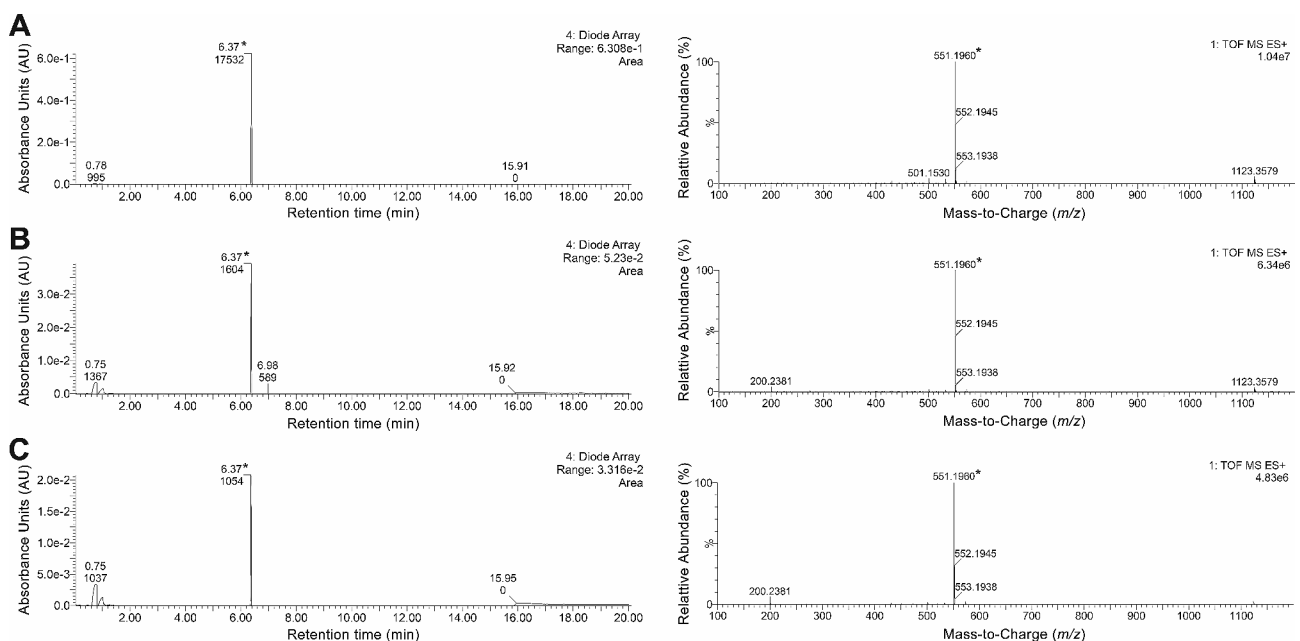 A
4: Diode Array
Range: 6.308e-1
Area
6.37*
17532
0.78
995
15.91
0
6.0e-1
4.0e-1
2.0e-1
0.0
2.00 4.00 6.00 8.00 10.00 12.00 14.00 16.00 18.00 20.00
Absorbance Units (AU)
Retention time (min)
1: TOF MS ES+
1.04e7
551.1960*
552.1945
553.1938
501.1530
1123.3579
100
%
0
100 200 300 400 500 600 700 800 900 1000 1100
Relattive Abundance (%)
Mass-to-Charge (m/z)
B
4: Diode Array
Range: 5.23e-2
Area
6.37*
1604
0.75
1367
6.98
589
15.92
0
3.0e-2
2.0e-2
1.0e-2
0.0
2.00 4.00 6.00 8.00 10.00 12.00 14.00 16.00 18.00 20.00
Absorbance Units (AU)
Retention time (min)
1: TOF MS ES+
6.34e6
551.1960*
552.1945
553.1938
200.2381
1123.3579
100
%
0
100 200 300 400 500 600 700 800 900 1000 1100
Relattive Abundance (%)
Mass-to-Charge (m/z)
C
4: Diode Array
Range: 3.316e-2
Area
6.37*
1054
0.75
1037
15.95
0
2.0e-2
1.5e-2
1.0e-2
5.0e-3
0.0
2.00 4.00 6.00 8.00 10.00 12.00 14.00 16.00 18.00 20.00
Absorbance Units (AU)
Retention time (min)
1: TOF MS ES+
4.83e6
551.1960*
552.1945
553.1938
200.2381
100
%
0
100 200 300 400 500 600 700 800 900 1000 1100
Relattive Abundance (%)
Mass-to-Charge (m/z)